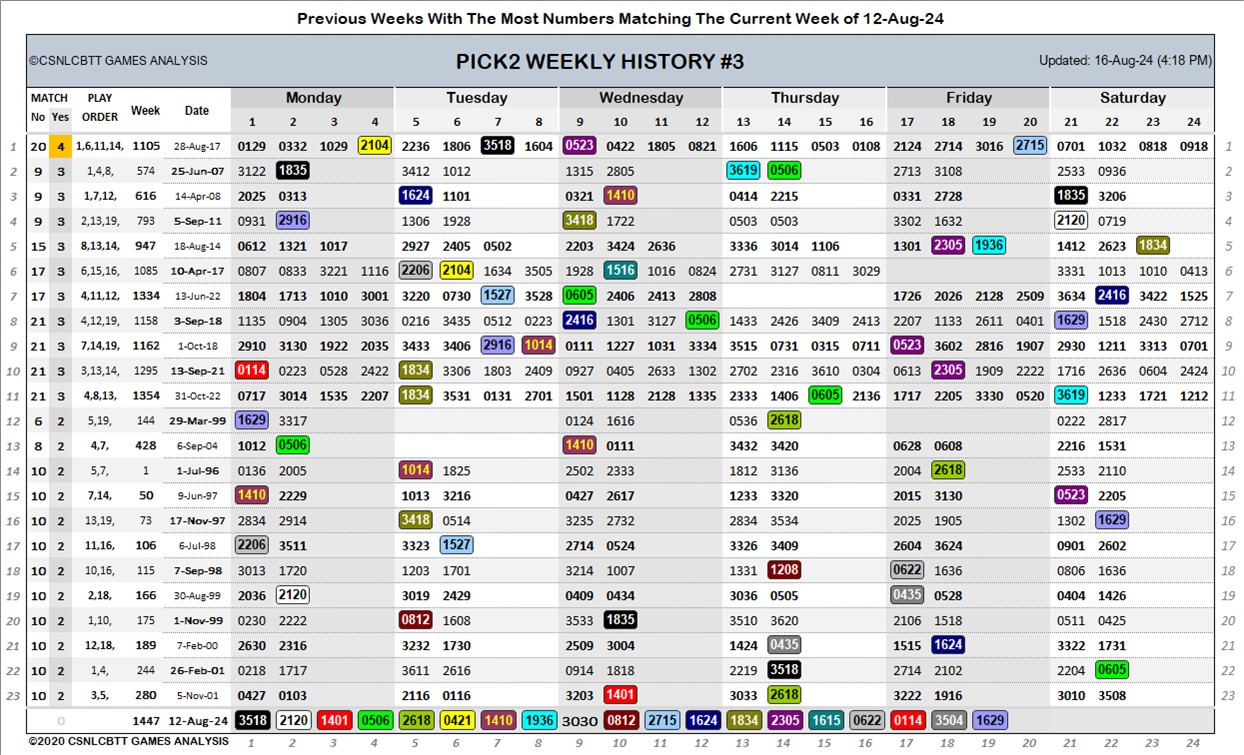 Previous Weeks With The Most Numbers Matching The Current Week of 12-Aug-24
©CSNLCBTT GAMES ANALYSIS PICK2 WEEKLY HISTORY #3 Updated: 16-Aug-24 (4:18 PM)
MATCH PLAY Week Date Monday Tuesday Wednesday Thursday Friday Saturday
No Yes ORDER 1 2 3 4 5 6 7 8 9 10 11 12 13 14 15 16 17 18 19 20 21 22 23 24
1 20 4 1,6,11,14, 1105 28-Aug-17 0129 0332 1029 2104 2236 1806 3518 1604 0523 0422 1805 0821 1606 1115 0503 0108 2124 2714 3016 2715 0701 1032 0818 0918 1
2 9 3 1,4,8, 574 25-Jun-07 3122 1835 3412 1012 1315 2805 3619 0506 2713 3108 2533 0936 2
3 9 3 1,7,12, 616 14-Apr-08 2025 0313 1624 1101 0321 1410 0414 2215 0331 2728 1835 3206 3
4 9 3 2,13,19, 793 5-Sep-11 0931 2916 1306 1928 3418 1722 0503 0503 3302 1632 2120 0719 4
5 15 3 8,13,14, 947 18-Aug-14 0612 1321 1017 2927 2405 0502 2203 3424 2636 3336 3014 1106 1301 2305 1936 1412 2623 1834 5
6 17 3 6,15,16, 1085 10-Apr-17 0807 0833 3221 1116 2206 2104 1634 3505 1928 1516 1016 0824 2731 3127 0811 3029 3331 1013 1010 0413 6
7 17 3 4,11,12, 1334 13-Jun-22 1804 1713 1010 3001 3220 0730 1527 3528 0605 2406 2413 2808 1726 2026 2128 2509 3634 2416 3422 1525 7
8 21 3 4,12,19, 1158 3-Sep-18 1135 0904 1305 3036 0216 3435 0512 0223 2416 1301 3127 0506 1433 2426 3409 2413 2207 1133 2611 0401 1629 1518 2430 2712 8
9 21 3 7,14,19, 1162 1-Oct-18 2910 3130 1922 2035 3433 3406 2916 1014 0111 1227 1031 3334 3515 0731 0315 0711 0523 3602 2816 1907 2930 1211 3313 0701 9
10 21 3 3,13,14, 1295 13-Sep-21 0114 0223 0528 2422 1834 3306 1803 2409 0927 0405 2633 1302 2702 2316 3610 0304 0613 2305 1909 2222 1716 2636 0604 2424 10
11 21 3 4,8,13, 1354 31-Oct-22 0717 3014 1535 2207 1834 3531 0131 2701 1501 1128 2128 1335 2333 1406 0605 2136 1717 2205 3330 0520 3619 1233 1721 1212 11
12 6 2 5,19, 144 29-Mar-99 1629 3317 0124 1616 0536 2618 0222 2817 12
13 8 2 4,7, 428 6-Sep-04 1012 0506 1410 0111 3432 3420 0628 0608 2216 1531 13
14 10 2 5,7, 1 1-Jul-96 0136 2005 1014 1825 2502 2333 1812 3136 2004 2618 2533 2110 14
15 10 2 7,14, 50 9-Jun-97 1410 2229 1013 3216 0427 2617 1233 3320 2015 3130 0523 2205 15
16 10 2 13,19, 73 17-Nov-97 2834 2914 3418 0514 3235 2732 2834 3534 2025 1905 1302 1629 16
17 10 2 11,16, 106 6-Jul-98 2206 3511 3323 1527 2714 0524 3326 3409 2604 3624 0901 2602 17
18 10 2 10,16, 115 7-Sep-98 3013 1720 1203 1701 3214 1007 1331 1208 0622 1636 0806 1636 18
19 10 2 2,18, 166 30-Aug-99 2036 2120 3019 2429 0409 0434 3036 0505 0435 0528 0404 1426 19
20 10 2 1,10, 175 1-Nov-99 0230 2222 0812 1608 3533 1835 3510 3620 2106 1518 0511 0425 20
21 10 2 12,18, 189 7-Feb-00 2630 2316 3232 1730 2509 3004 1424 0435 1515 1624 3322 1731 21
22 10 2 1,4, 244 26-Feb-01 0218 1717 3611 2616 0914 1818 2219 3518 2714 2102 2204 0605 22
23 10 2 3,5, 280 5-Nov-01 0427 0103 2116 0116 3203 1401 3033 2618 3222 1916 3010 3508 23
0 1447 12-Aug-24 3518 2120 1401 0506 2618 0421 1410 1936 3030 0812 2715 1624 1834 2305 1615 0622 0114 3504 1629
©2020 CSNLCBTT GAMES ANALYSIS 1 2 3 4 5 6 7 8 9 10 11 12 13 14 15 16 17 18 19 20 21 22 23 24